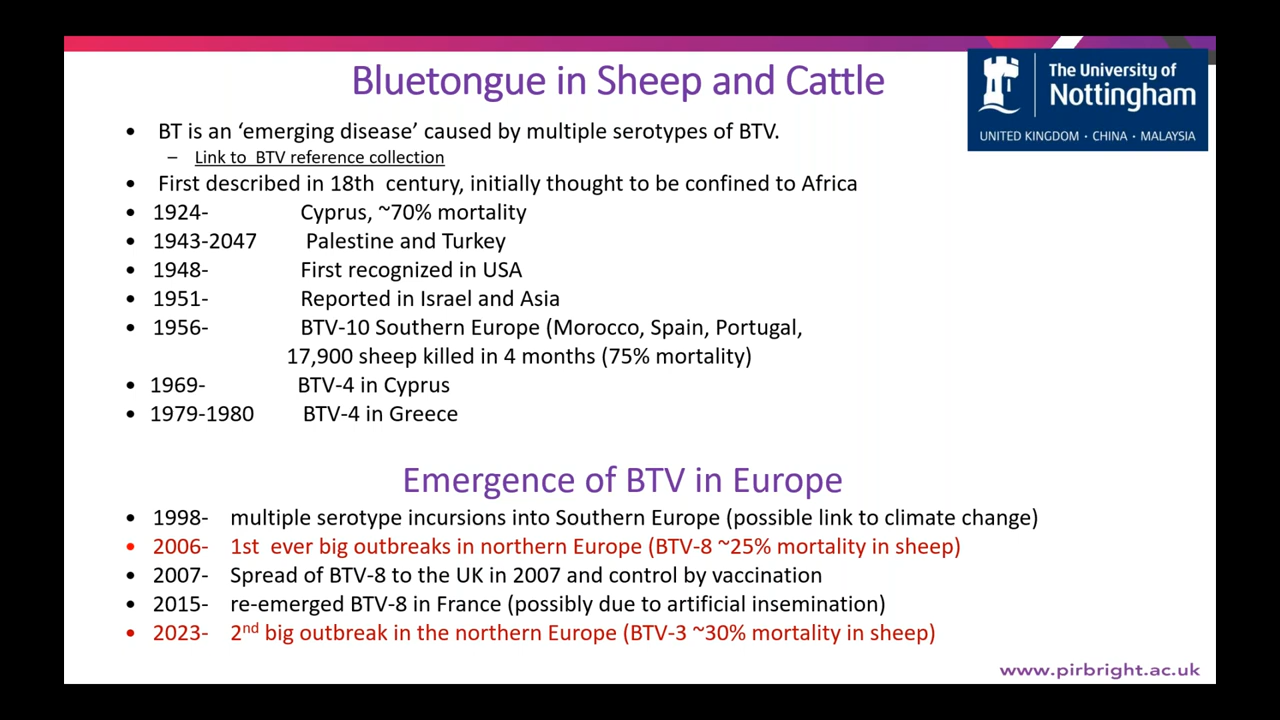 Bluetongue in Sheep and Cattle
The University of
Nottingham
UNITED KINGDOM · CHINA · MALAYSIA
• BT is an ‘emerging disease’ caused by multiple serotypes of BTV.
– Link to BTV reference collection
• First described in 18th century, initially thought to be confined to Africa
• 1924- Cyprus, ~70% mortality
• 1943-2047 Palestine and Turkey
• 1948- First recognized in USA
• 1951- Reported in Israel and Asia
• 1956- BTV-10 Southern Europe (Morocco, Spain, Portugal,
17,900 sheep killed in 4 months (75% mortality)
• 1969- BTV-4 in Cyprus
• 1979-1980 BTV-4 in Greece
Emergence of BTV in Europe
• 1998- multiple serotype incursions into Southern Europe (possible link to climate change)
• 2006- 1st ever big outbreaks in northern Europe (BTV-8 ~25% mortality in sheep)
• 2007- Spread of BTV-8 to the UK in 2007 and control by vaccination
• 2015- re-emerged BTV-8 in France (possibly due to artificial insemination)
• 2023- 2nd big outbreak in the northern Europe (BTV-3 ~30% mortality in sheep)
www.pirbright.ac.uk